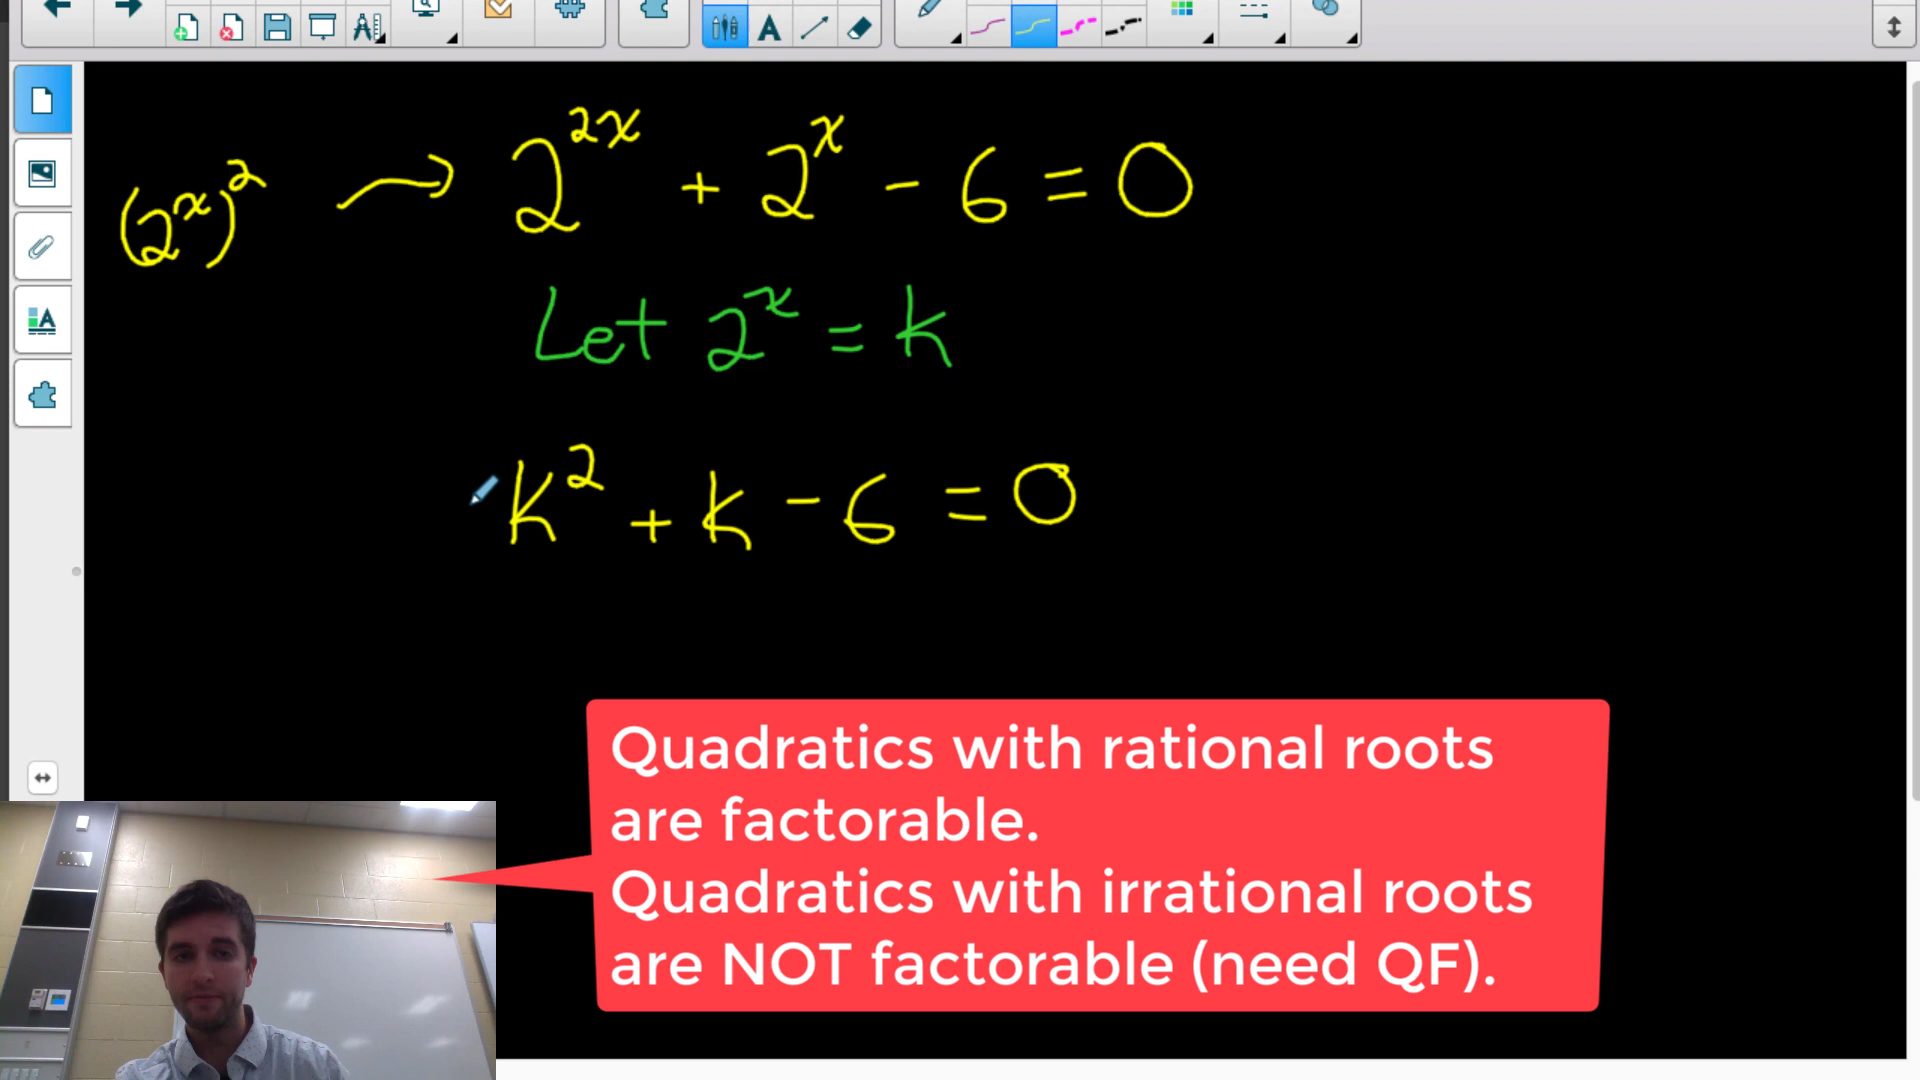 (2^x)^2 → 2^{2x} + 2^x - 6 = 0
Let 2^x = k
k^2 + k - 6 = 0
Quadratics with rational roots
are factorable.
Quadratics with irrational roots
are NOT factorable (need QF).